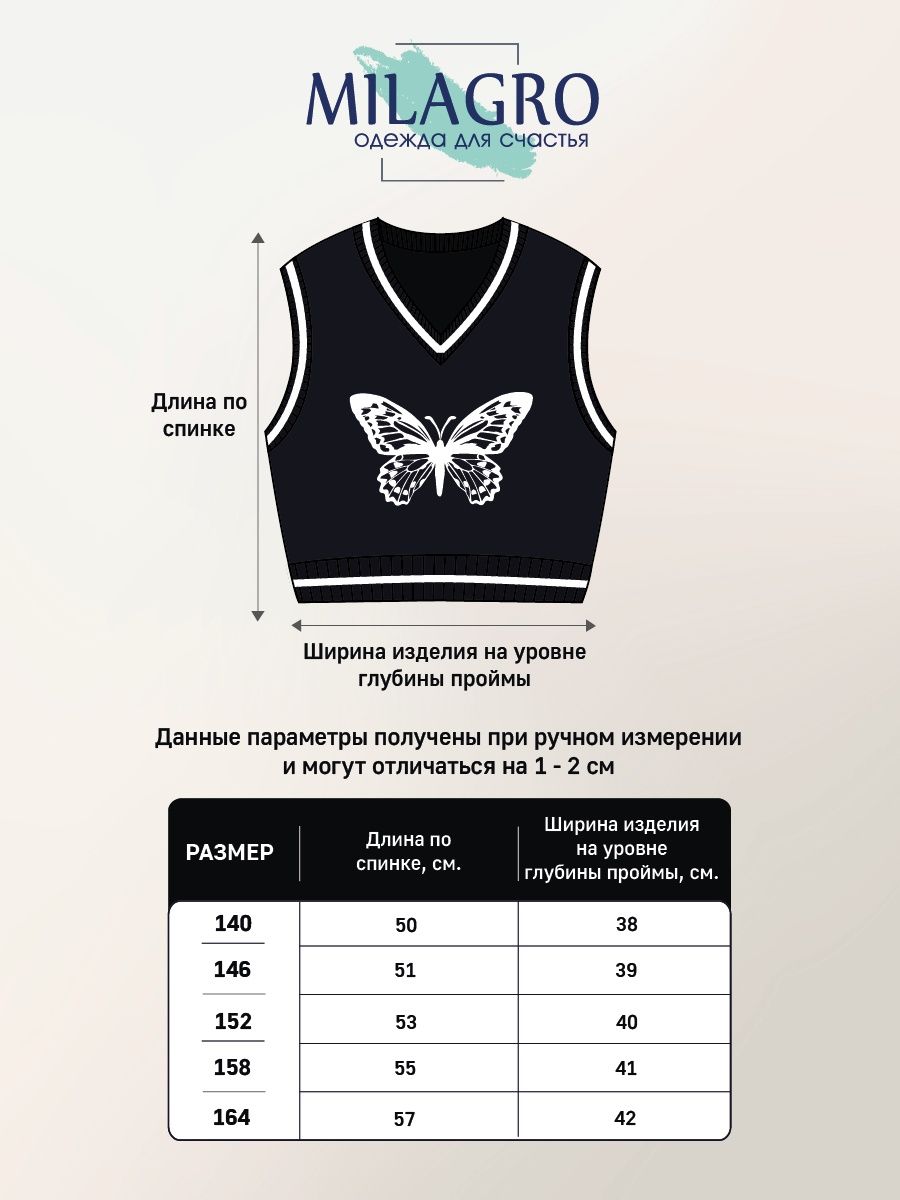 MILAGRO
одежда для счастья
Длина по
спинке
Ширина изделия на уровне
глубины проймы
Данные параметры получены при ручном измерении
и могут отличаться на 1 - 2 см
РАЗМЕР
Длина по
спинке, см.
Ширина изделия
на уровне
глубины проймы, см.
140 50 38
146 51 39
152 53 40
158 55 41
164 57 42